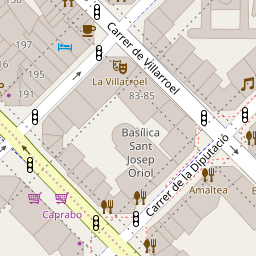 197
Carrer de Villarroel
195
191
La Villarroel
83-85
Basílica
Sant
Josep
Oriol
Carrer de la Diputació
Amaltea
Caprabo